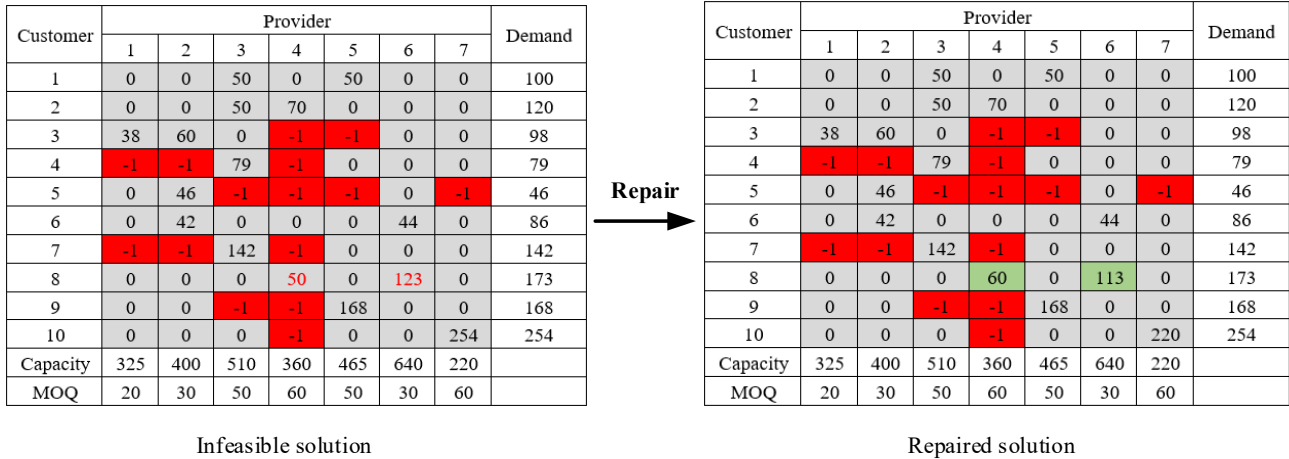 Customer Provider Demand
1 2 3 4 5 6 7
1 0 0 50 0 50 0 0 100
2 0 0 50 70 0 0 0 120
3 38 60 0 -1 -1 0 0 98
4 -1 -1 79 -1 0 0 0 79
5 0 46 -1 -1 -1 0 -1 46
6 0 42 0 0 0 44 0 86
7 -1 -1 142 -1 0 0 0 142
8 0 0 0 50 0 123 0 173
9 0 0 -1 -1 168 0 0 168
10 0 0 0 -1 0 0 254 254
Capacity 325 400 510 360 465 640 220
MOQ 20 30 50 60 50 30 60
Infeasible solution
Repair
Customer Provider Demand
1 2 3 4 5 6 7
1 0 0 50 0 50 0 0 100
2 0 0 50 70 0 0 0 120
3 38 60 0 -1 -1 0 0 98
4 -1 -1 79 -1 0 0 0 79
5 0 46 -1 -1 -1 0 -1 46
6 0 42 0 0 0 44 0 86
7 -1 -1 142 -1 0 0 0 142
8 0 0 0 60 0 113 0 173
9 0 0 -1 -1 168 0 0 168
10 0 0 0 -1 0 0 220 254
Capacity 325 400 510 360 465 640 220
MOQ 20 30 50 60 50 30 60
Repaired solution